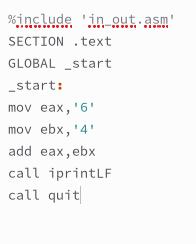 %include 'in_out.asm'
SECTION .text
GLOBAL _start
_start:
mov eax,'6'
mov ebx,'4'
add eax,ebx
call iprintLF
call quit